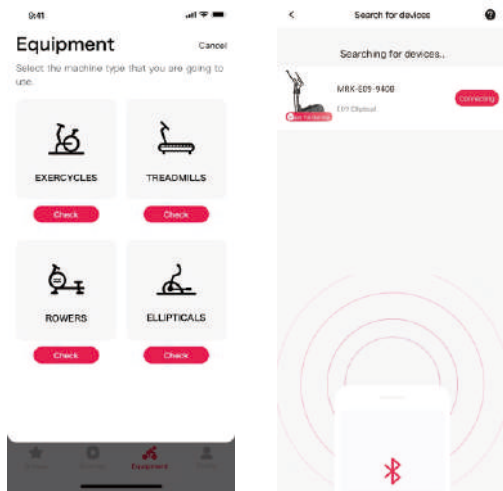 9:41
Equipment
Cancel
Select the machine type that you are going to
use.
EXERCYCLES
TREADMILLS
Check
Check
ROWERS
ELLIPTICALS
Check
Check
Equipment
Search for devices
Searching for devices..
MRK-E09-940B
E09 Elliptical
Connecting